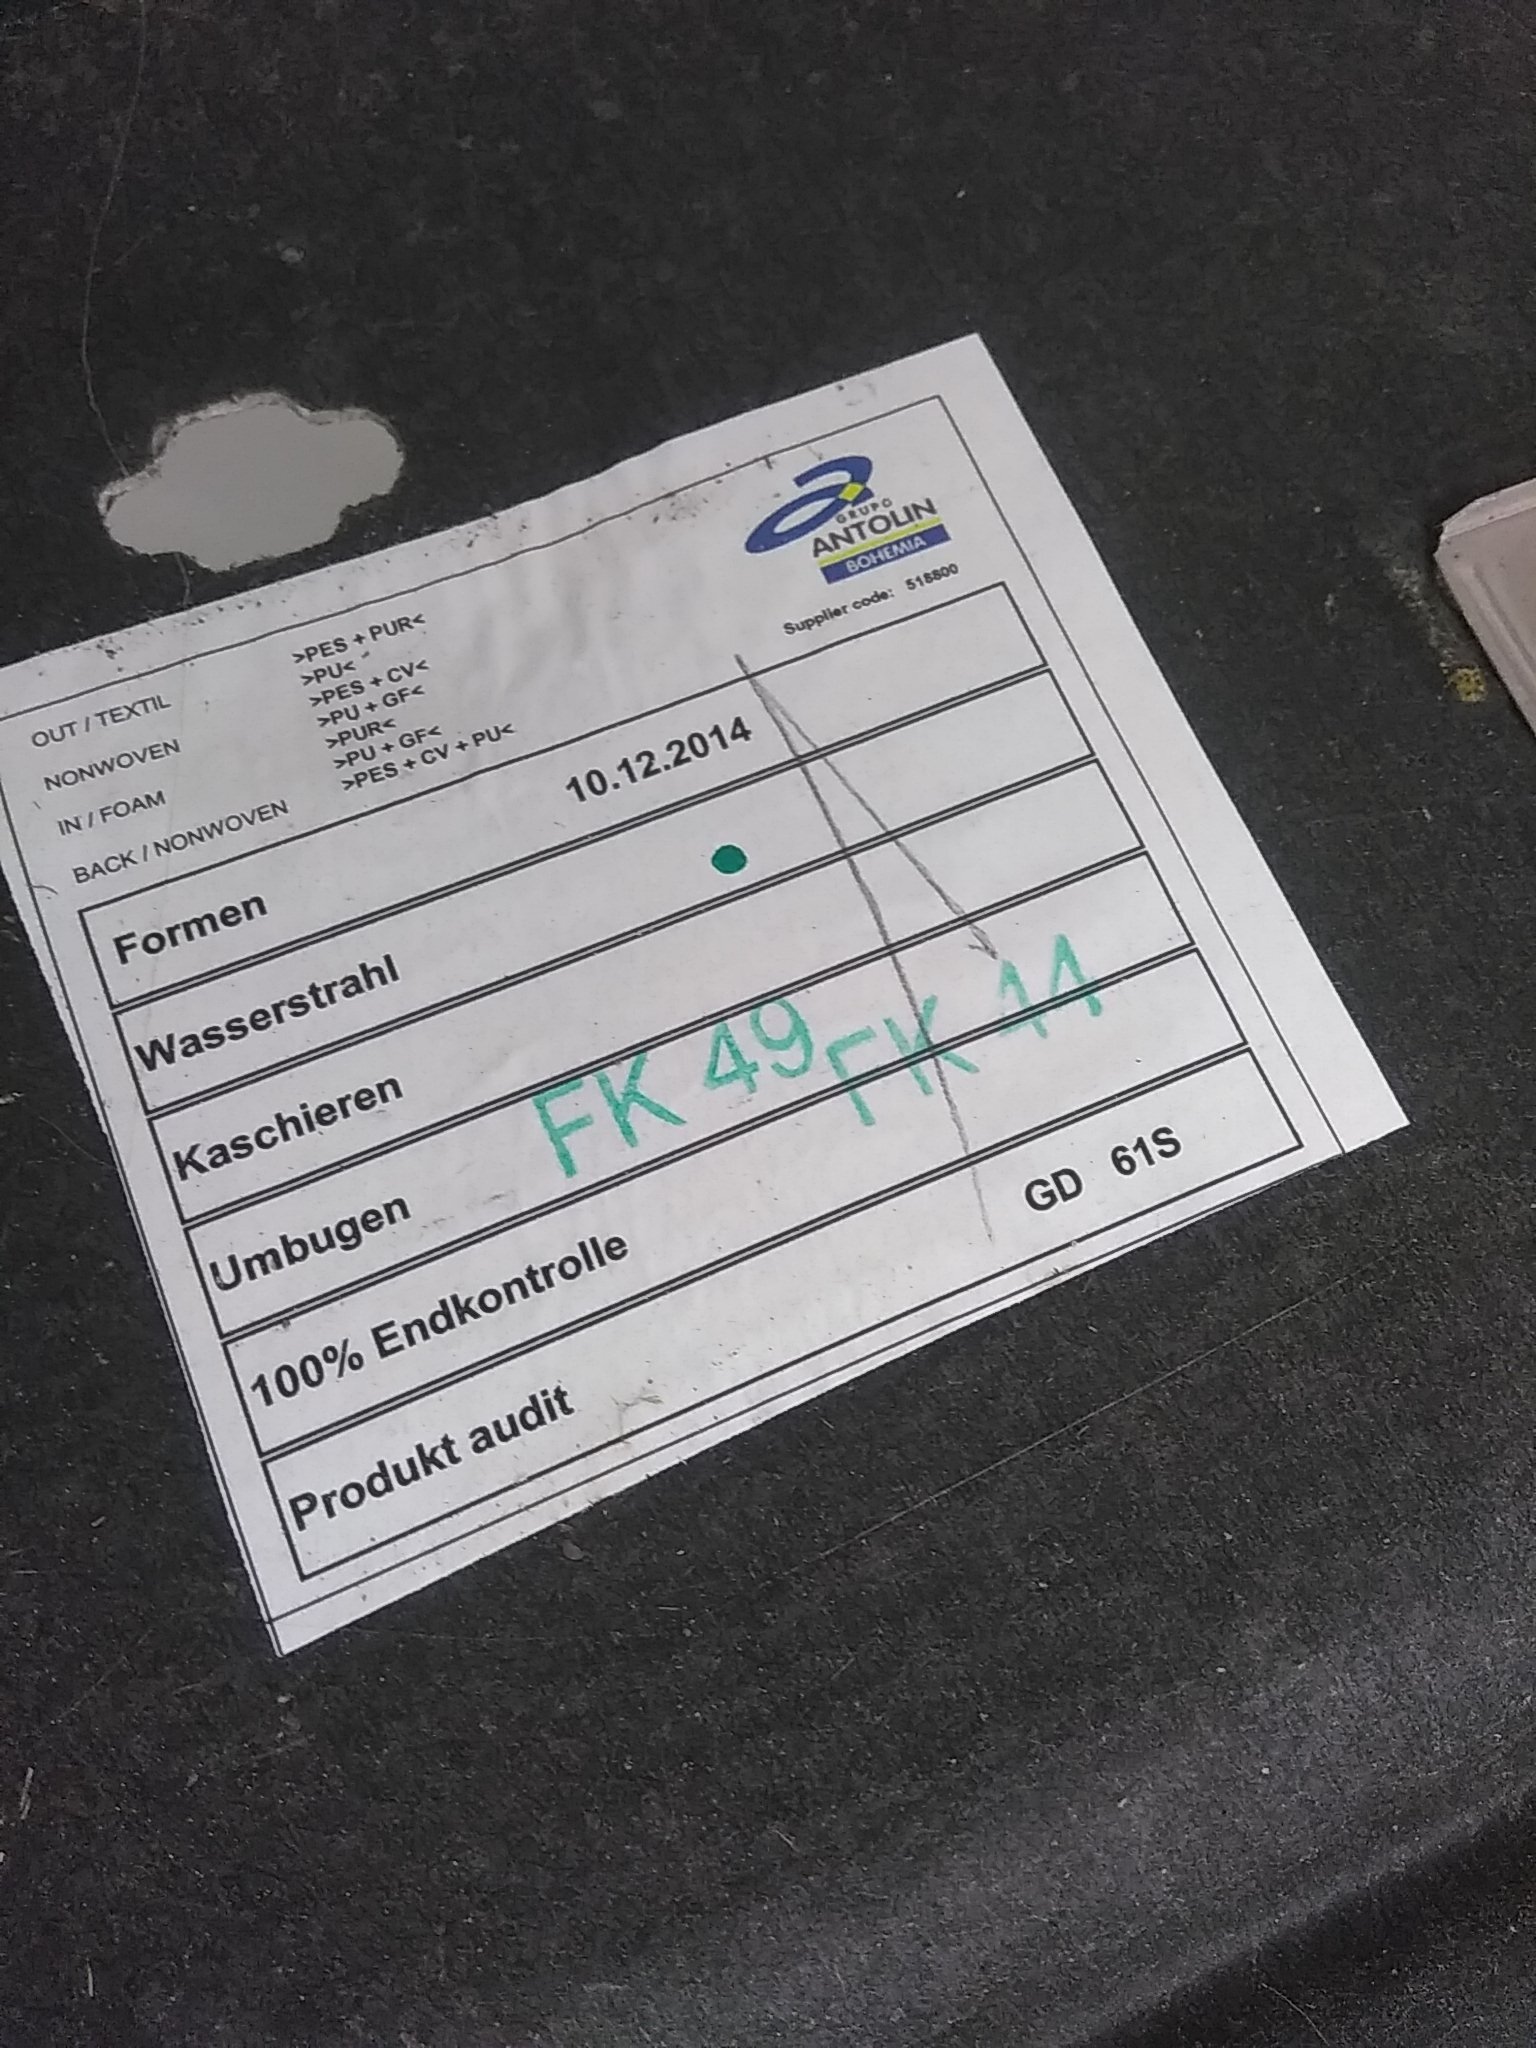 GRUPO
ANTOLIN
BOHEMIA
Supplier code: 518800
OUT / TEXTIL
NONWOVEN
IN / FOAM
BACK / NONWOVEN
>PES + PUR<
>PU<
>PES + CV<
>PU + GF<
>PUR<
>PU + GF<
>PES + CV + PU<
Formen 10.12.2014
Wasserstrahl
Kaschieren
Umbugen FK 49 FK 44
100% Endkontrolle
Produkt audit GD 61S